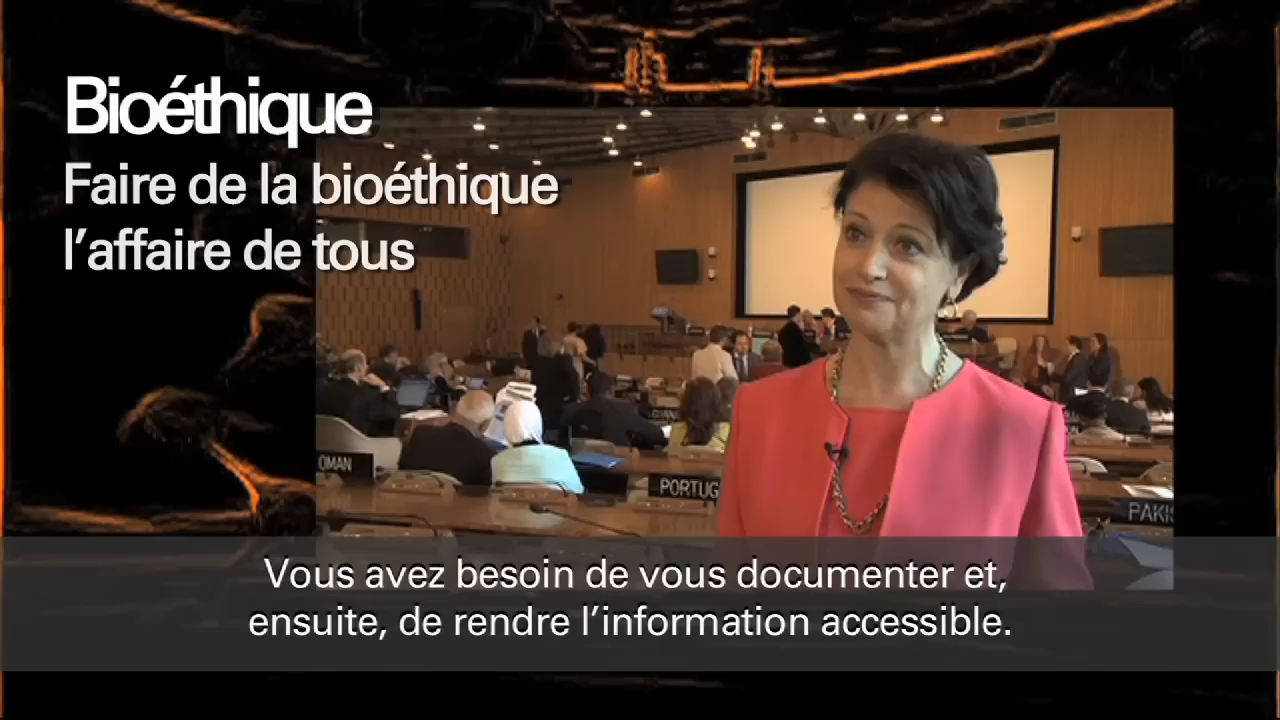 Bioéthique
Faire de la bioéthique
l’affaire de tous
OMAN
PORTUG
PAKIS
Vous avez besoin de vous documenter et,
ensuite, de rendre l’information accessible.